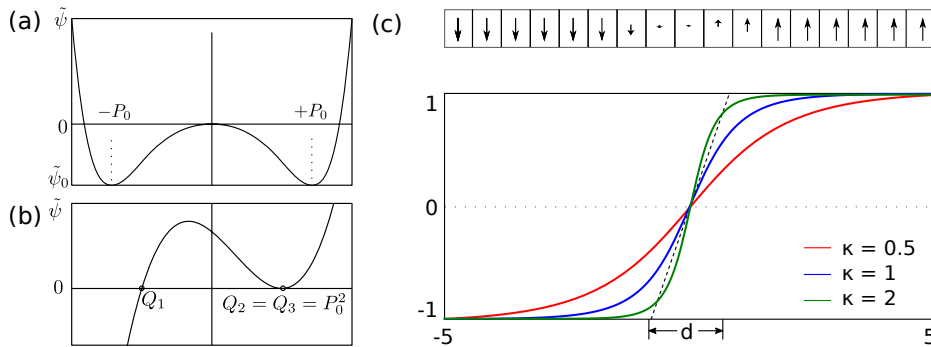 (a)
ψ̃
−P₀
+P₀
0
ψ̃₀
(b)
ψ̃
0
Q₁
Q₂ = Q₃ = P₀²
(c)
1
0
-1
κ = 0.5
κ = 1
κ = 2
-5
d
5